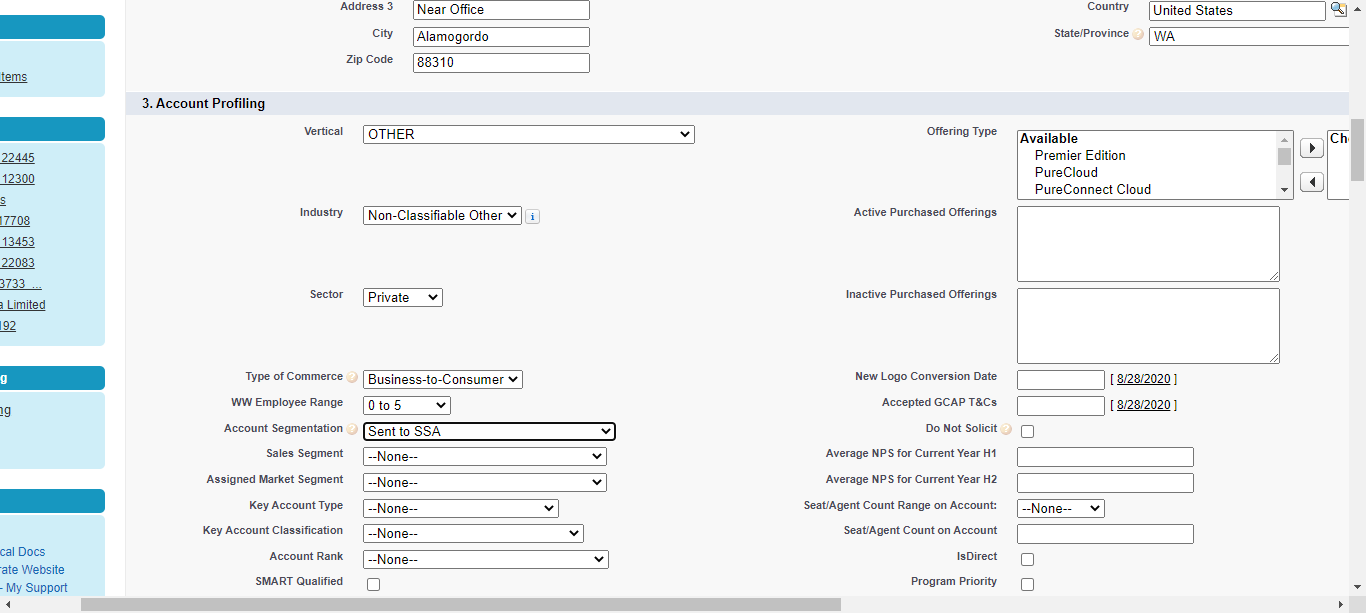 Address 3 Near Office Country United States
City Alamogordo State/Province WA
Zip Code 88310
3. Account Profiling
Vertical OTHER
Offering Type
Available
Premier Edition
PureCloud
PureConnect Cloud
Industry Non-Classifiable Other i
Active Purchased Offerings
Sector Private
Inactive Purchased Offerings
Type of Commerce Business-to-Consumer
New Logo Conversion Date [ 8/28/2020 ]
WW Employee Range 0 to 5
Accepted GCAP T&Cs [ 8/28/2020 ]
Account Segmentation Sent to SSA
Do Not Solicit
Sales Segment --None--
Average NPS for Current Year H1
Assigned Market Segment --None--
Average NPS for Current Year H2
Key Account Type --None--
Seat/Agent Count Range on Account: --None--
Key Account Classification --None--
Seat/Agent Count on Account
Account Rank --None--
IsDirect
SMART Qualified
Program Priority
22445
12300
s
17708
13453
22083
3733 ...
a Limited
192
g
ng
cal Docs
rate Website
- My Support